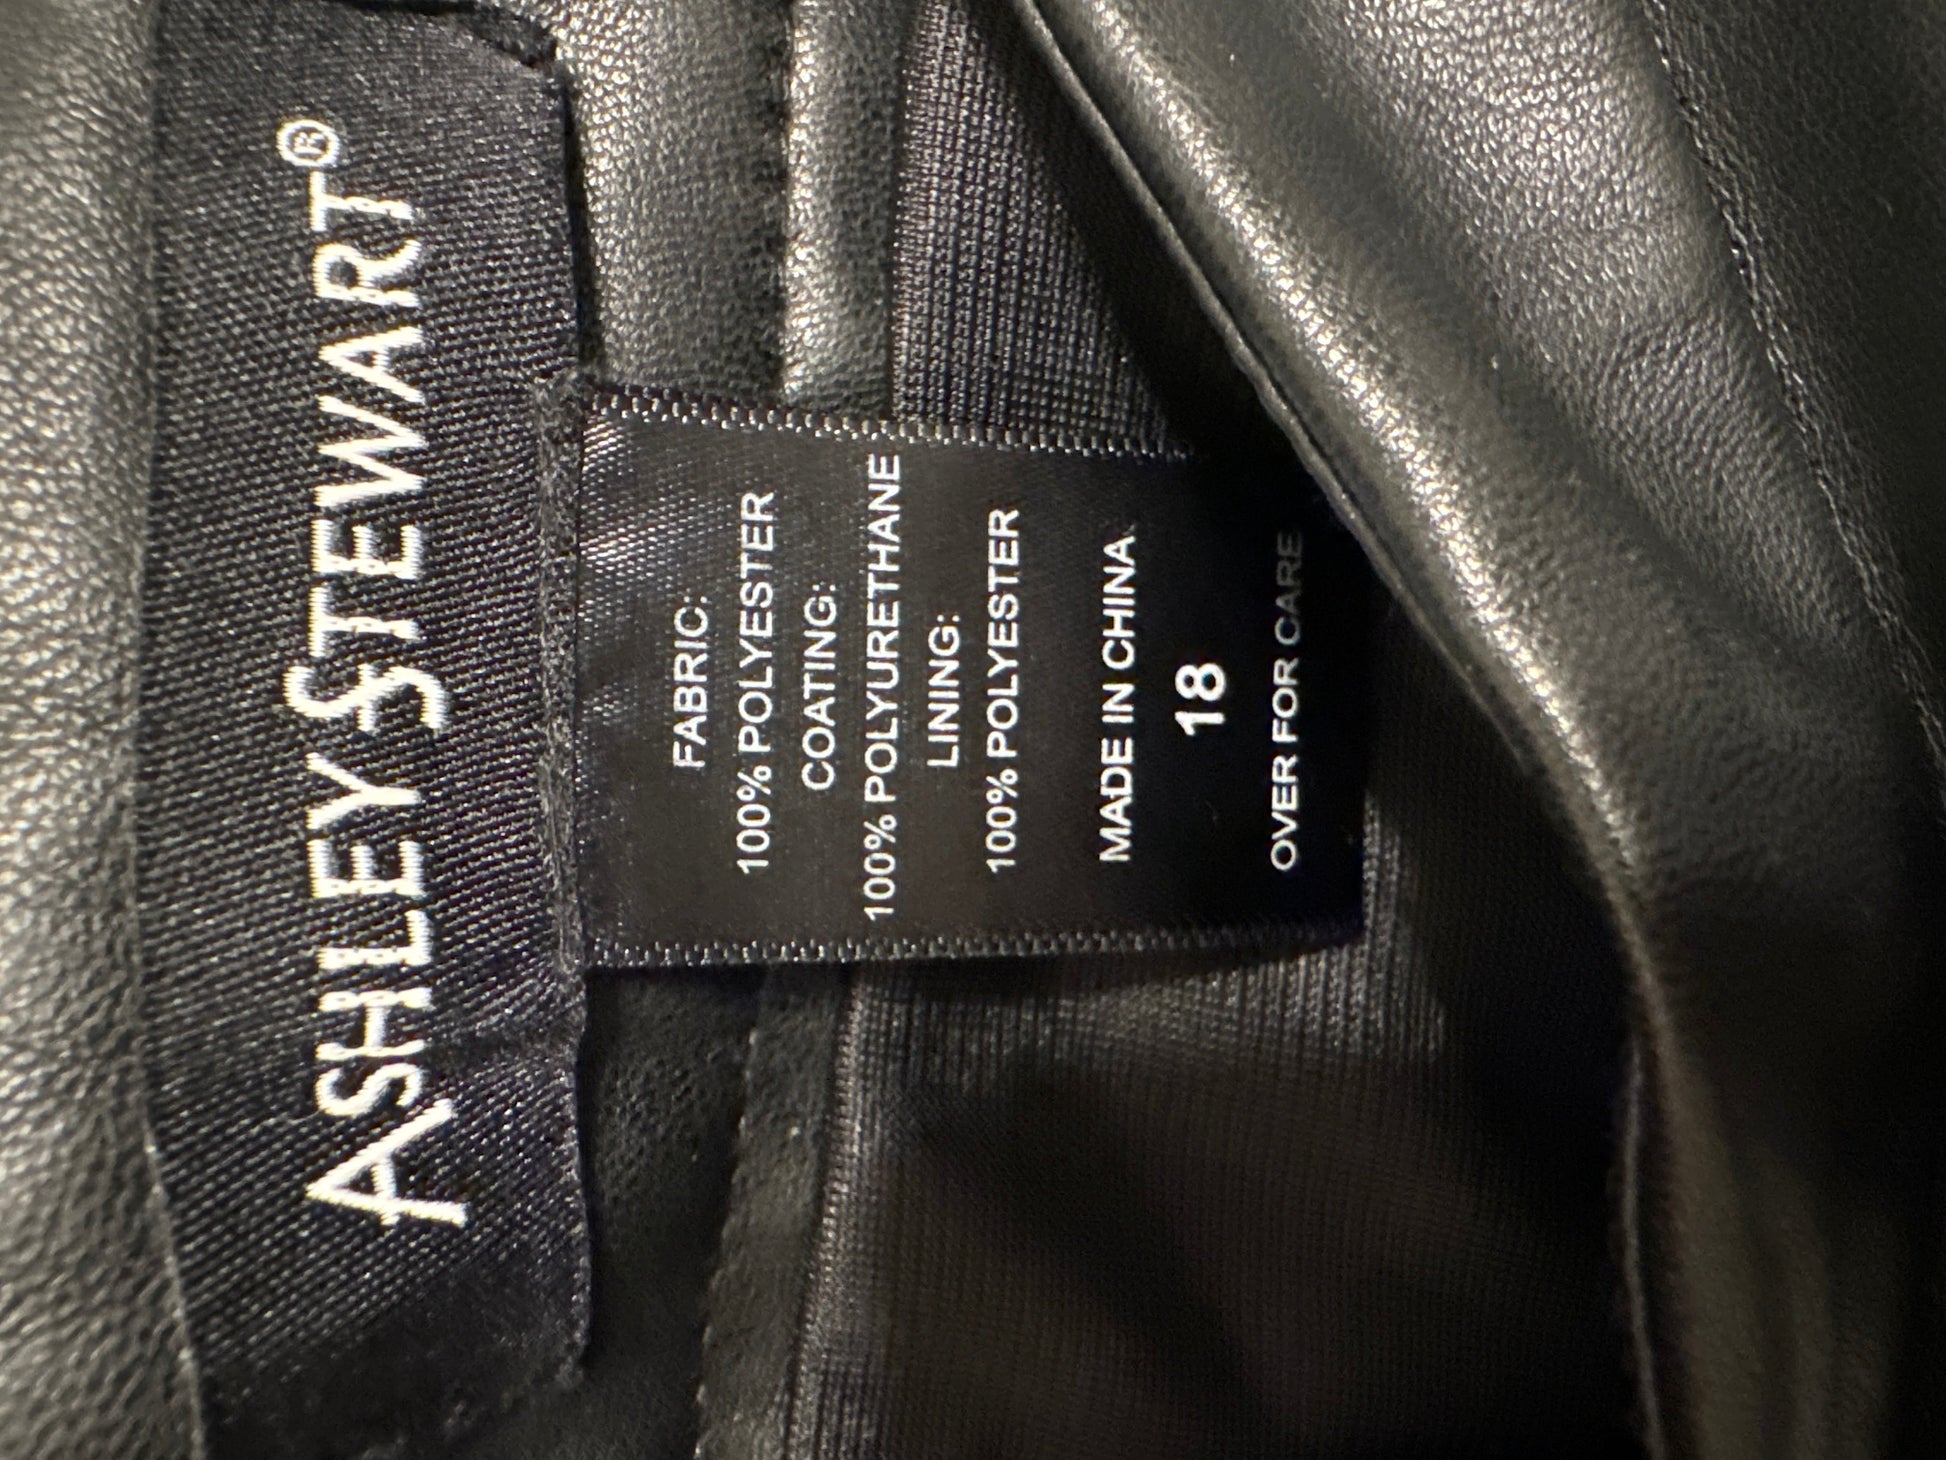 ASHLEY STEWART®
FABRIC:
100% POLYESTER
COATING:
100% POLYURETHANE
LINING:
100% POLYESTER
MADE IN CHINA
18
OVER FOR CARE